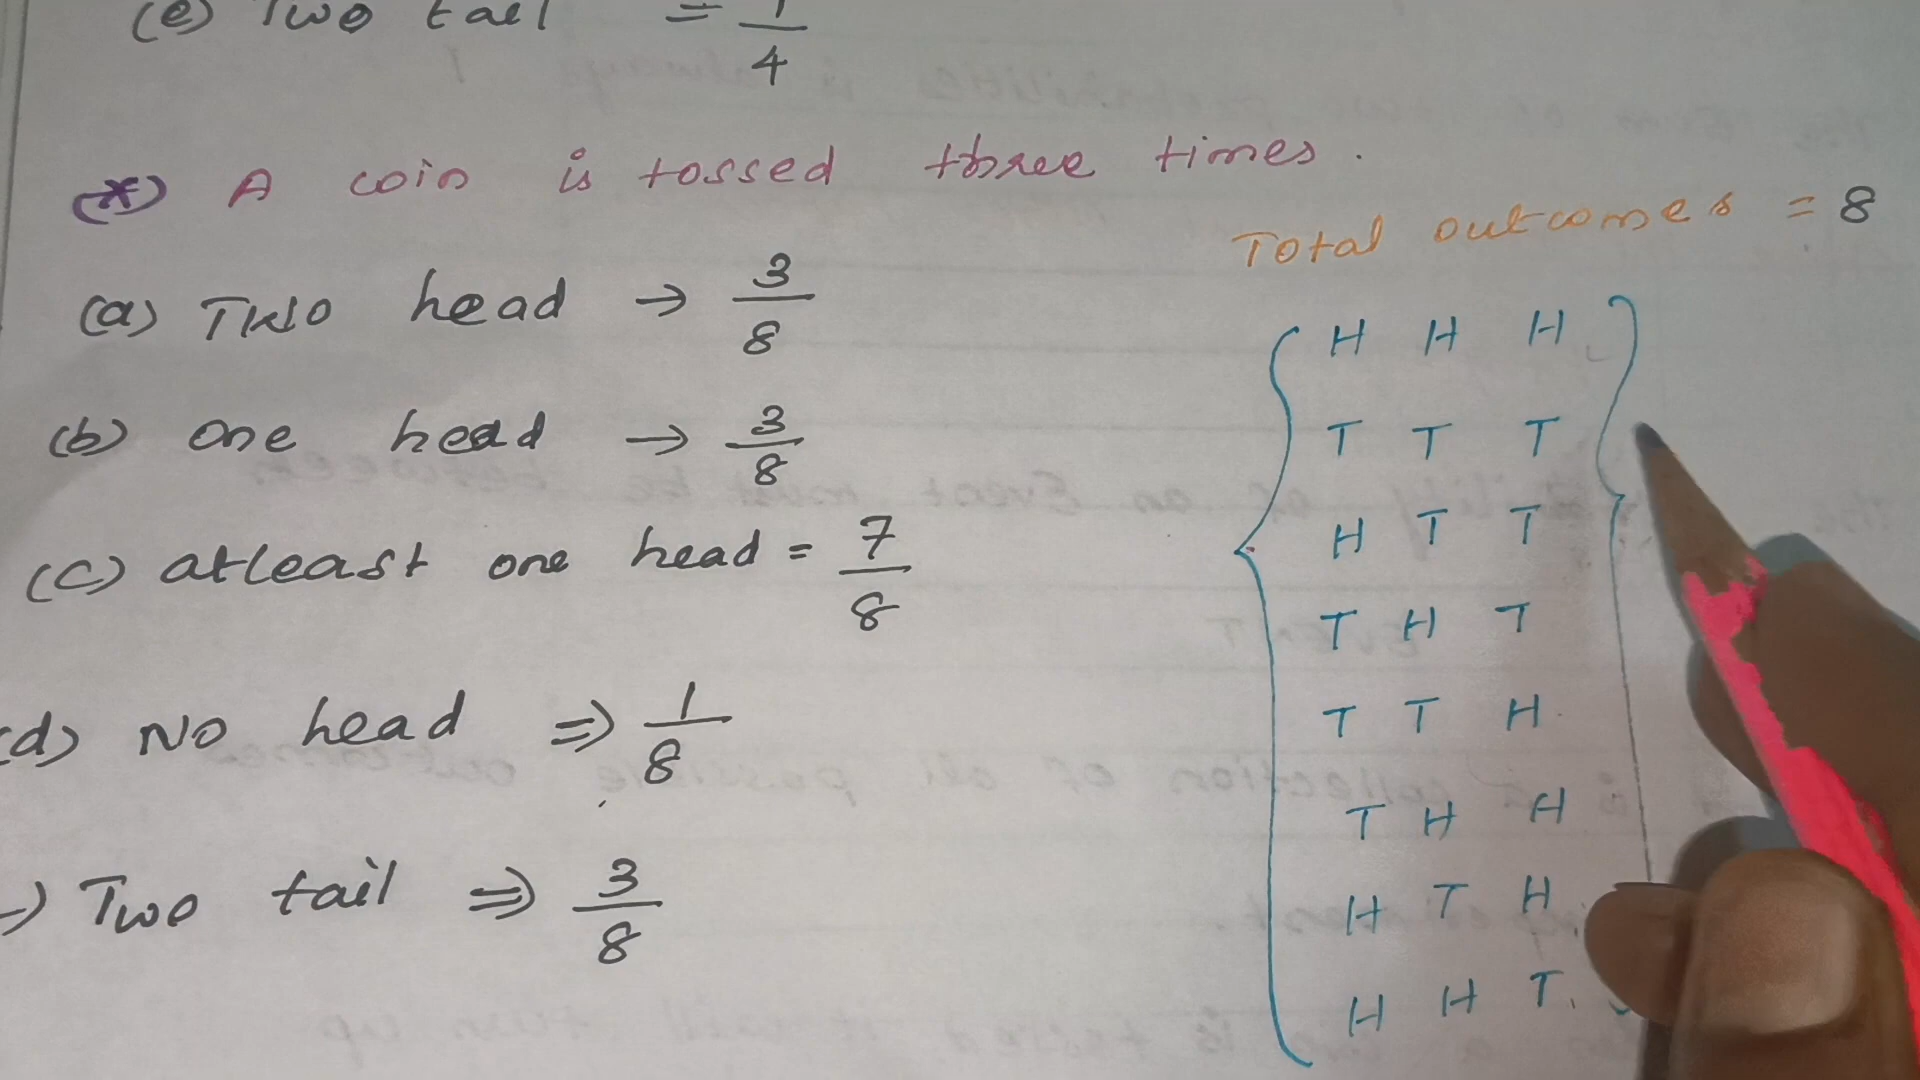 (e) Two tail = 1/4
(*) A coin is tossed three times.
Total outcomes = 8
(a) Two head → 3/8
(b) one head → 3/8
(c) atleast one head = 7/8
(d) No head ⇒ 1/8
Two tail ⇒ 3/8
H H H
T T T
H T T
T H T
T T H
T H H
H T H
H H T